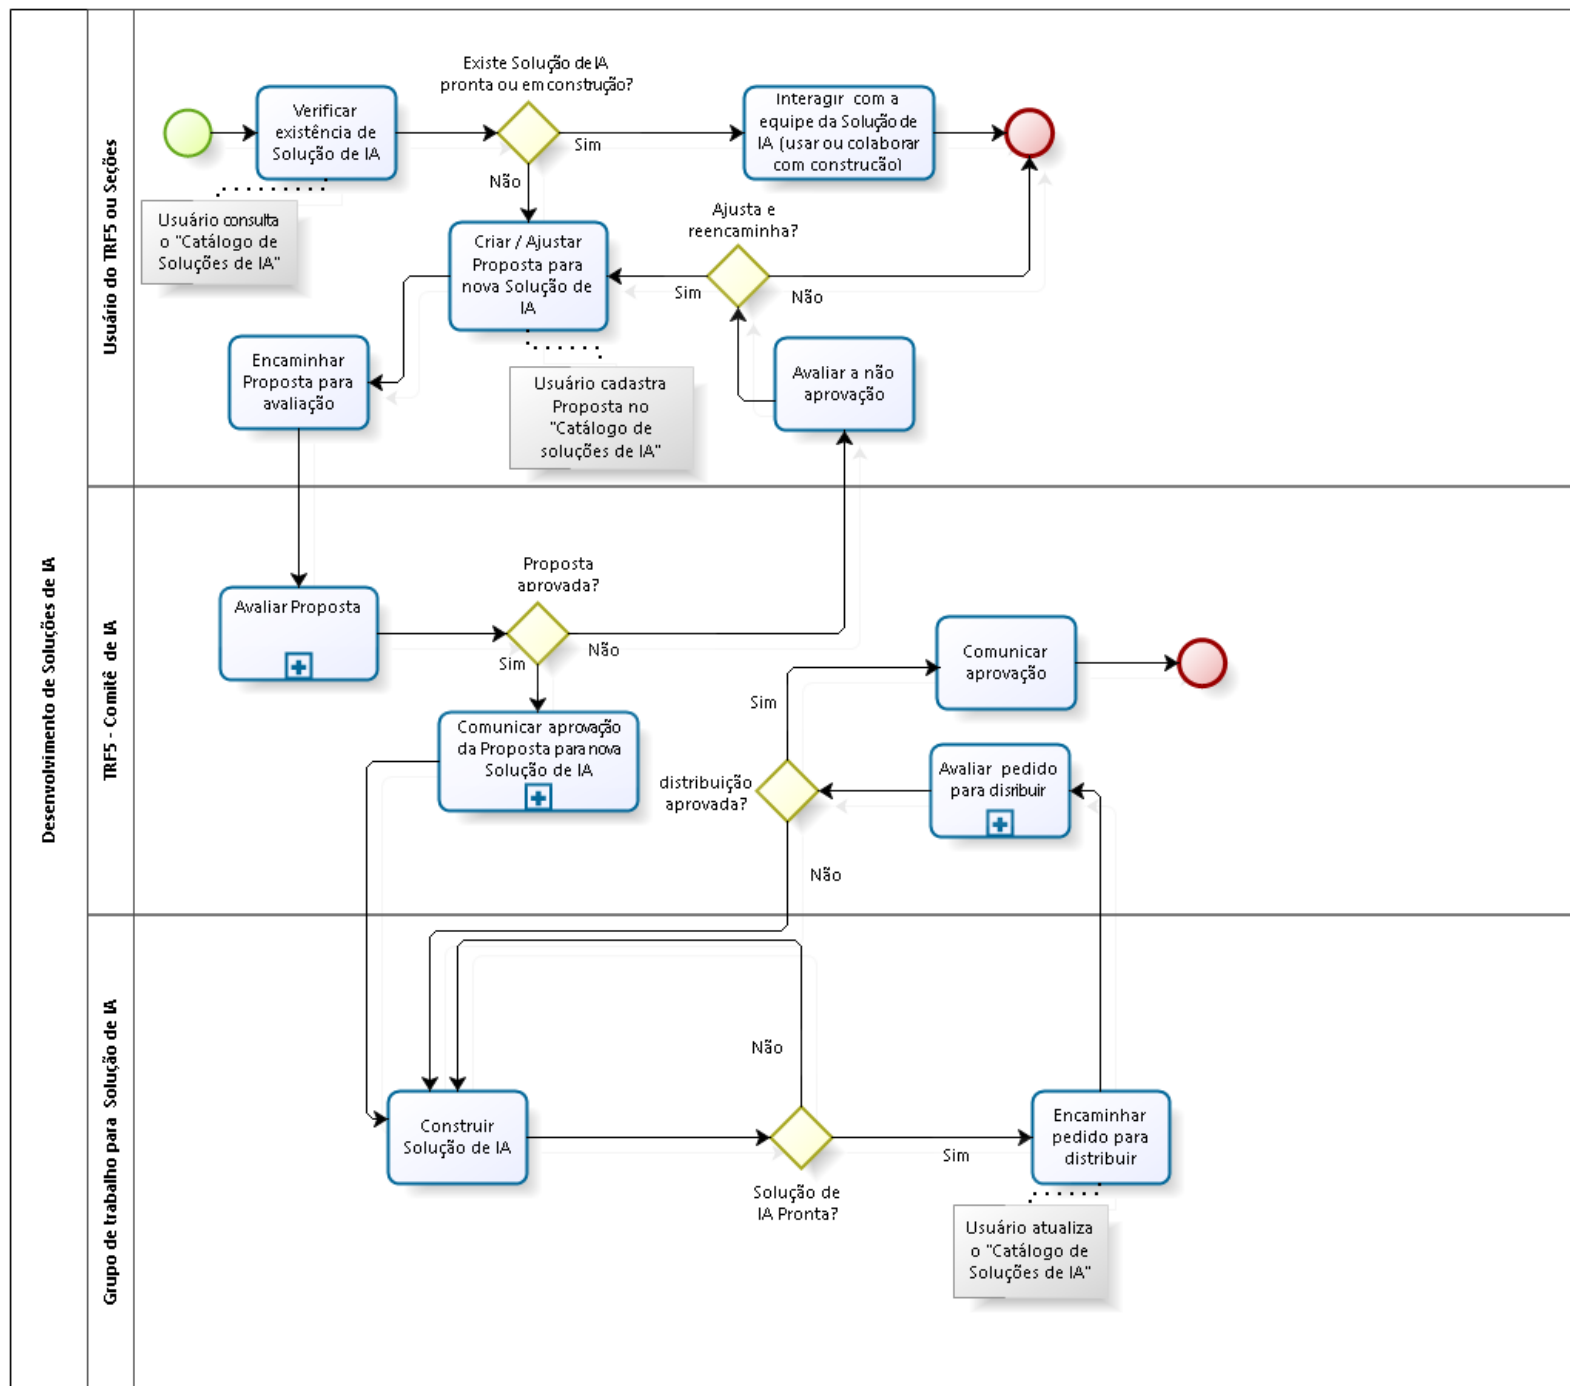 Desenvolvimento de Soluções de IA
Usuário do TRF5 ou Seções
Verificar
existência de
Solução de IA
Existe Solução de IA
pronta ou em construção?
Sim
Não
Interagir com a
equipe da Solução de
IA (usar ou colaborar
com construção)
Usuário consulta
o "Catálogo de
Soluções de IA"
Criar / Ajustar
Proposta para
nova Solução de
IA
Ajusta e
reencaminha?
Sim
Não
Encaminhar
Proposta para
avaliação
Usuário cadastra
Proposta no
"Catálogo de
soluções de IA"
Avaliar a não
aprovação
TRF5 - Comitê de IA
Avaliar Proposta
Proposta
aprovada?
Sim
Não
Comunicar aprovação
da Proposta para nova
Solução de IA
Comunicar
aprovação
Sim
distribuição
aprovada?
Não
Avaliar pedido
para disribuir
Grupo de trabalho para Solução de IA
Construir
Solução de IA
Não
Solução de
IA Pronta?
Sim
Encaminhar
pedido para
distribuir
Usuário atualiza
o "Catálogo de
Soluções de IA"